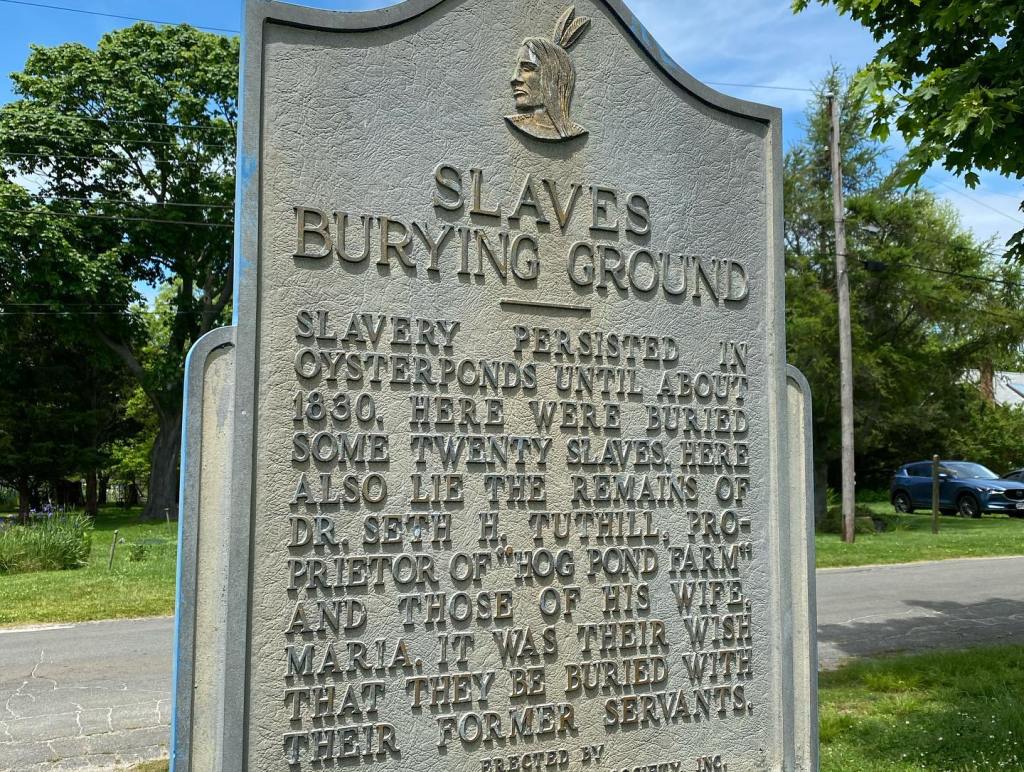 SLAVES
BURYING GROUND
SLAVERY PERSISTED IN
OYSTERPONDS UNTIL ABOUT
1830. HERE WERE BURIED
SOME TWENTY SLAVES. HERE
ALSO LIE THE REMAINS OF
DR. SETH H. TUTHILL, PRO-
PRIETOR OF "HOG POND FARM"
AND THOSE OF HIS WIFE,
MARIA. IT WAS THEIR WISH
THAT THEY BE BURIED WITH
THEIR FORMER SERVANTS.
ERECTED BY
SOCIETY, INC.